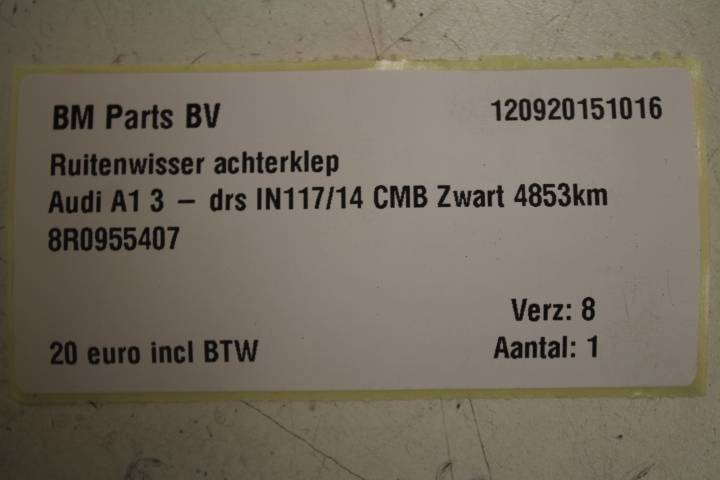 BM Parts BV 120920151016
Ruitenwisser achterklep
Audi A1 3 – drs IN117/14 CMB Zwart 4853km
8R0955407
Verz: 8
20 euro incl BTW Aantal: 1